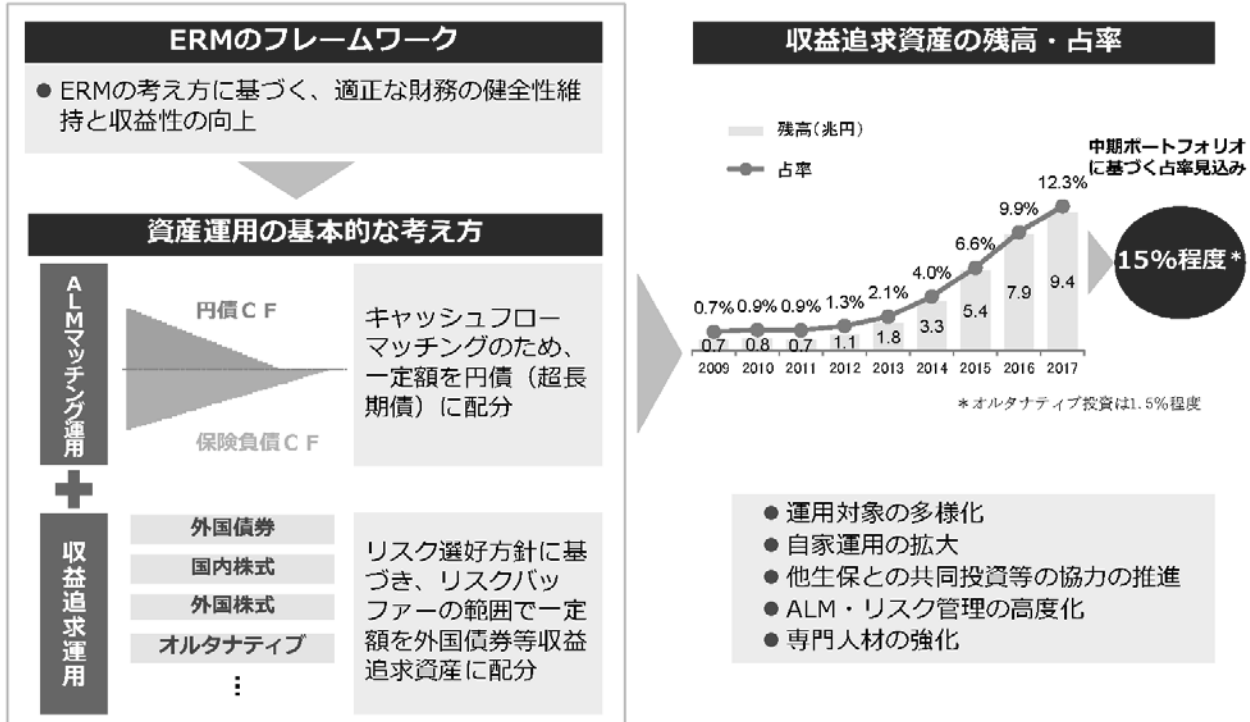 ERMのフレームワーク
● ERMの考え方に基づく、適正な財務の健全性維
持と収益性の向上
資産運用の基本的な考え方
ALMマッチング運用
円債ＣＦ
保険負債ＣＦ
キャッシュフロー
マッチングのため、
一定額を円債（超長
期債）に配分
収益追求運用
外国債券
国内株式
外国株式
オルタナティブ
⋮
リスク選好方針に基
づき、リスクバッ
ファーの範囲で一定
額を外国債券等収益
追求資産に配分
収益追求資産の残高・占率
残高(兆円)
占率
中期ポートフォリオ
に基づく占率見込み
15%程度*
0.7% 0.9% 0.9% 1.3% 2.1% 4.0% 6.6% 9.9% 12.3%
0.7 0.8 0.7 1.1 1.8 3.3 5.4 7.9 9.4
2009 2010 2011 2012 2013 2014 2015 2016 2017
*オルタナティブ投資は1.5%程度
● 運用対象の多様化
● 自家運用の拡大
● 他生保との共同投資等の協力の推進
● ALM・リスク管理の高度化
● 専門人材の強化